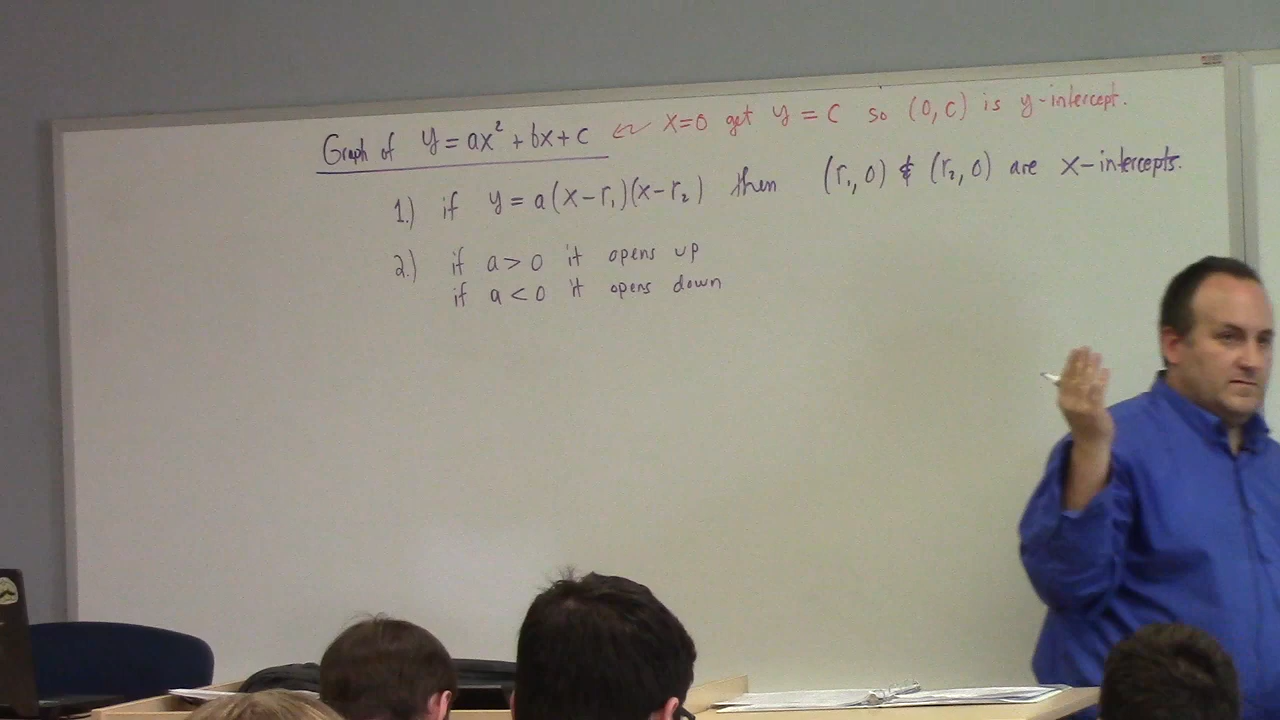 Graph of y = ax² + bx + c ⇐ x=0 get y = c so (0,c) is y-intercept.
1.) if y = a(x-r₁)(x-r₂) then (r₁,0) & (r₂,0) are x-intercepts.
2.) if a > 0 it opens up
if a < 0 it opens down